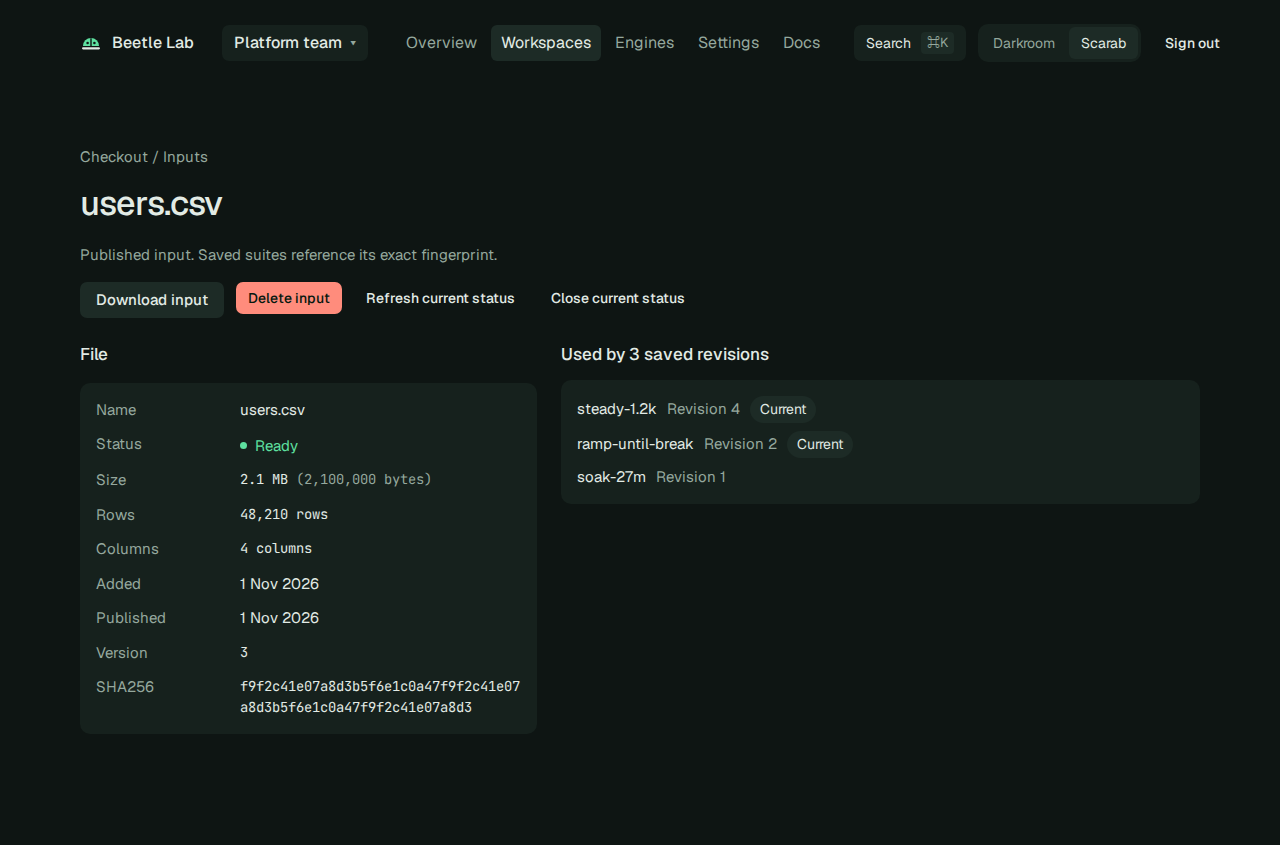 Beetle Lab Platform team Overview Workspaces Engines Settings Docs Search ⌘K Darkroom Scarab Sign out
Checkout / Inputs
users.csv
Published input. Saved suites reference its exact fingerprint.
Download input Delete input Refresh current status Close current status
File
Name users.csv
Status Ready
Size 2.1 MB (2,100,000 bytes)
Rows 48,210 rows
Columns 4 columns
Added 1 Nov 2026
Published 1 Nov 2026
Version 3
SHA256 f9f2c41e07a8d3b5f6e1c0a47f9f2c41e07
a8d3b5f6e1c0a47f9f2c41e07a8d3
Used by 3 saved revisions
steady-1.2k Revision 4 Current
ramp-until-break Revision 2 Current
soak-27m Revision 1